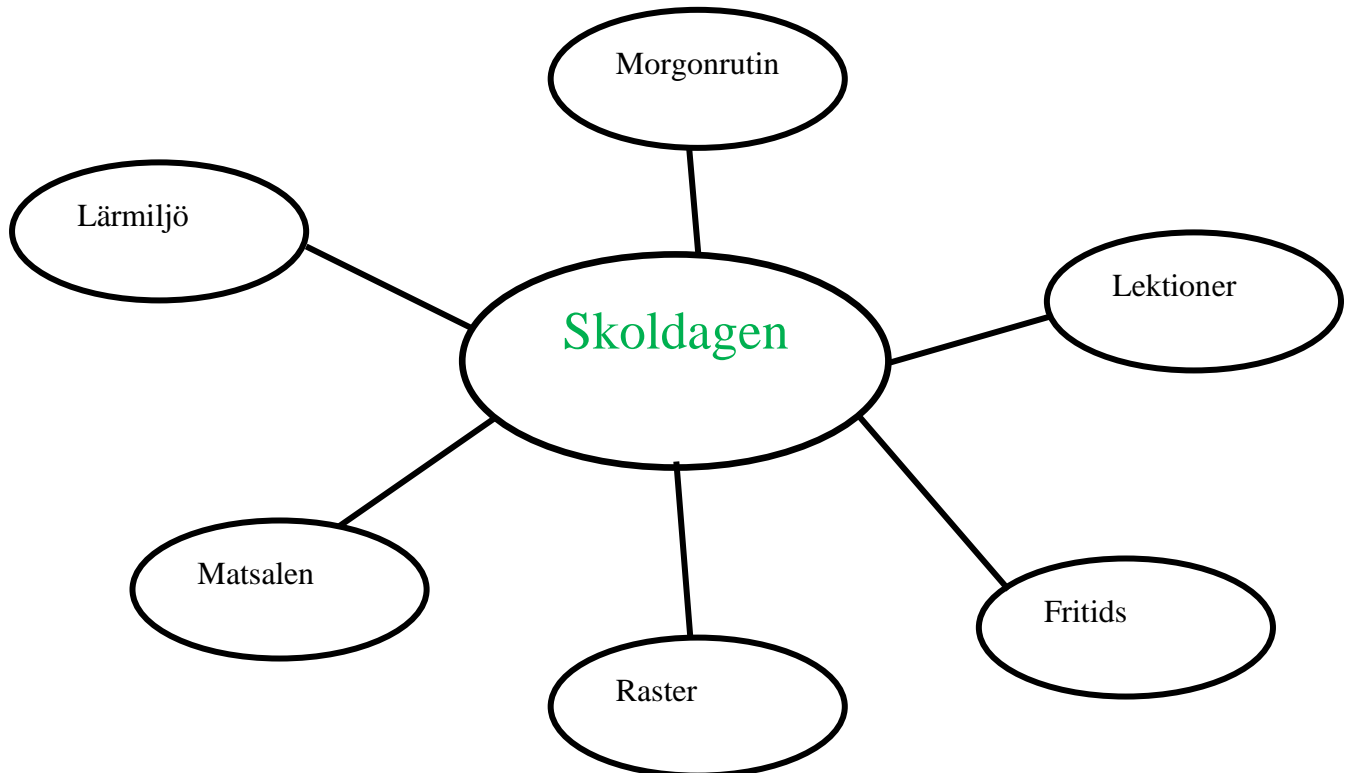 Morgonrutin
Lärmiljö
Lektioner
Skoldagen
Matsalen
Fritids
Raster